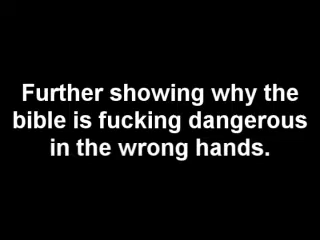 Further showing why the
bible is fucking dangerous
in the wrong hands.